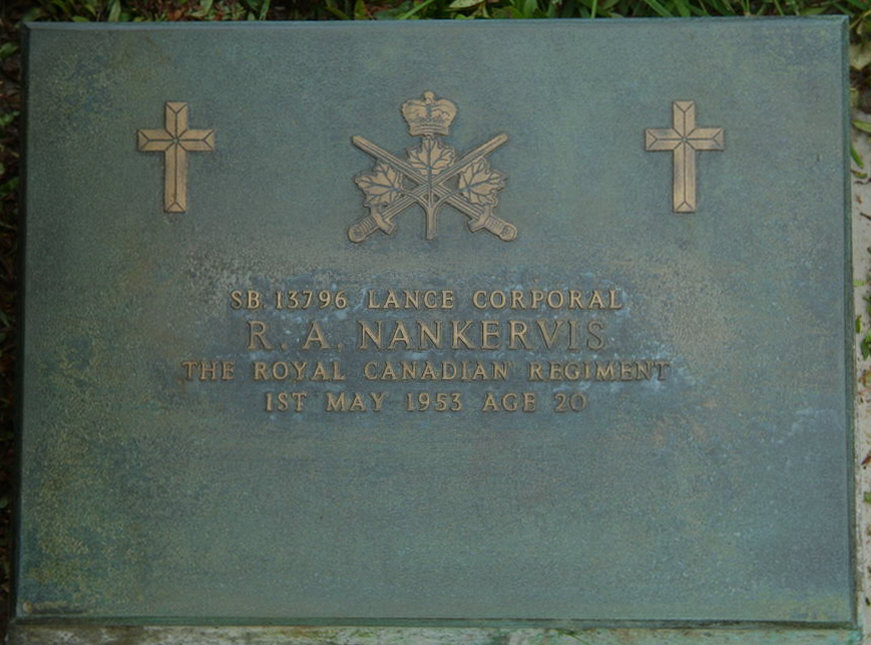 SB.13796 LANCE CORPORAL
R. A. NANKERVIS
THE ROYAL CANADIAN REGIMENT
1ST MAY 1953 AGE 20